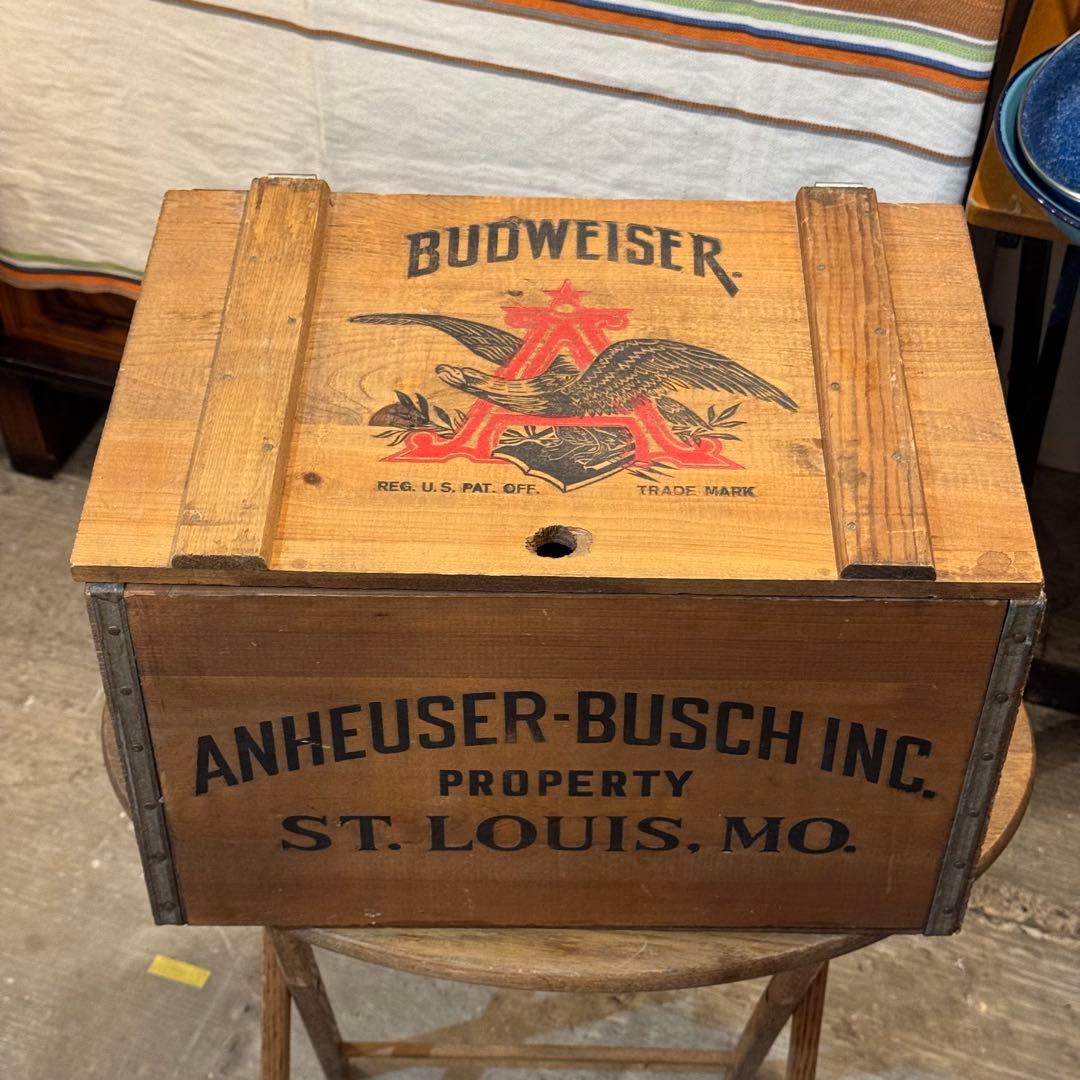 BUDWEISER.
REG. U.S. PAT. OFF. TRADE MARK
ANHEUSER-BUSCH INC.
PROPERTY
ST. LOUIS, MO.